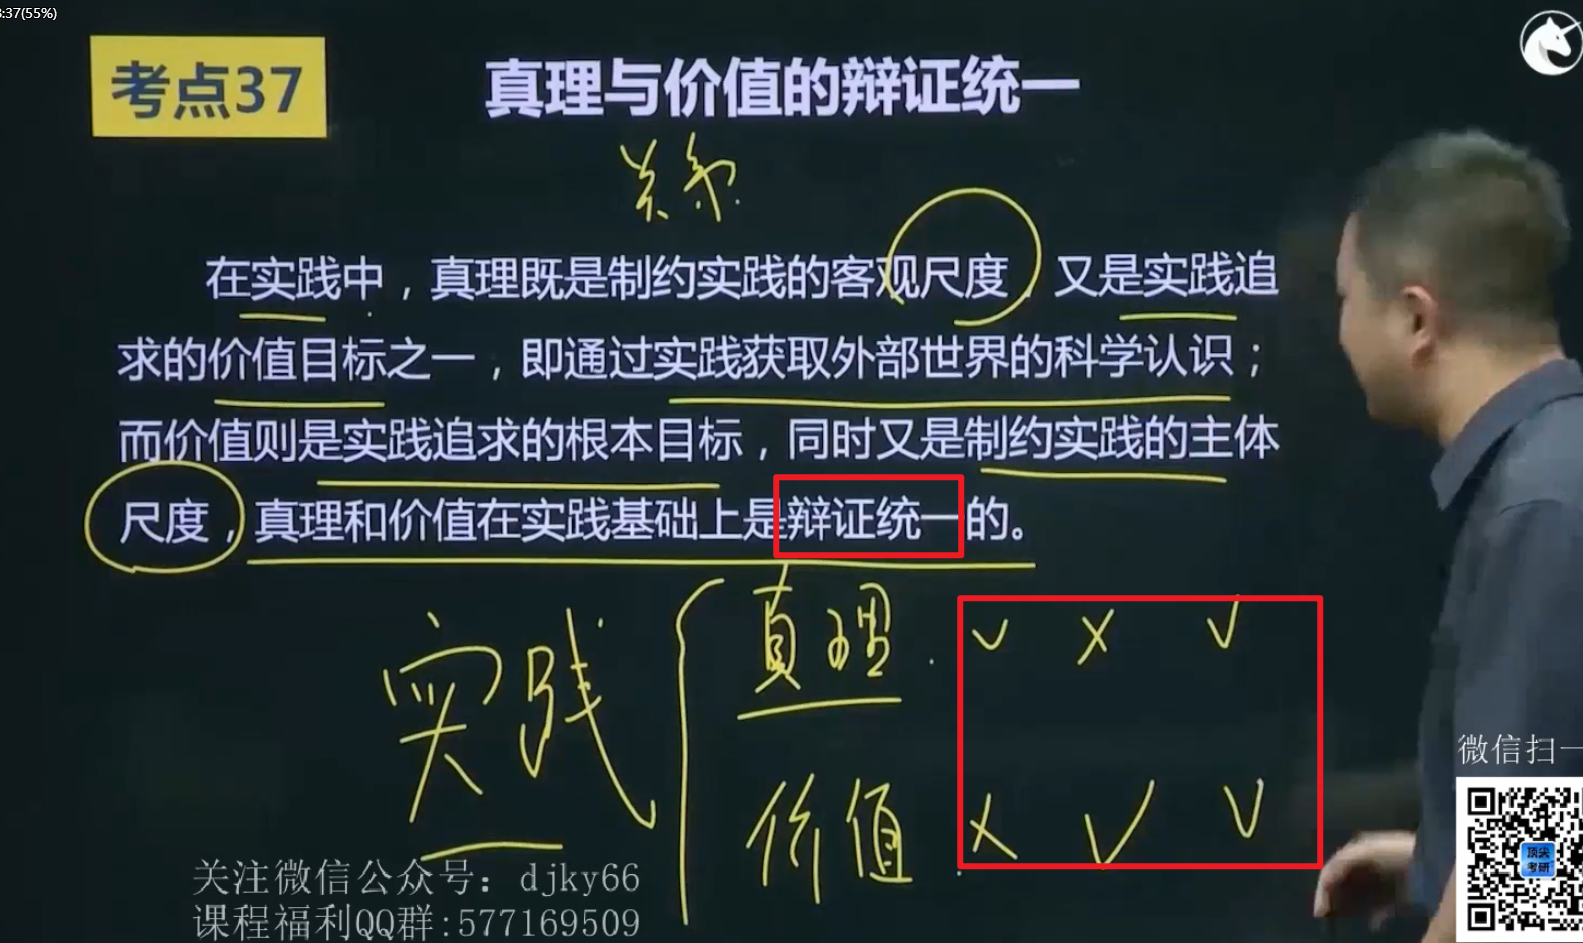 :37(55%)
考点37
真理与价值的辩证统一
关系
在实践中，真理既是制约实践的客观尺度，又是实践追
求的价值目标之一，即通过实践获取外部世界的科学认识；
而价值则是实践追求的根本目标，同时又是制约实践的主体
尺度，真理和价值在实践基础上是辩证统一的。
实践
真理 ✓ × ✓
价值 × ✓ ✓
关注微信公众号：djky66
课程福利QQ群:577169509
微信扫一
顶尖
考研